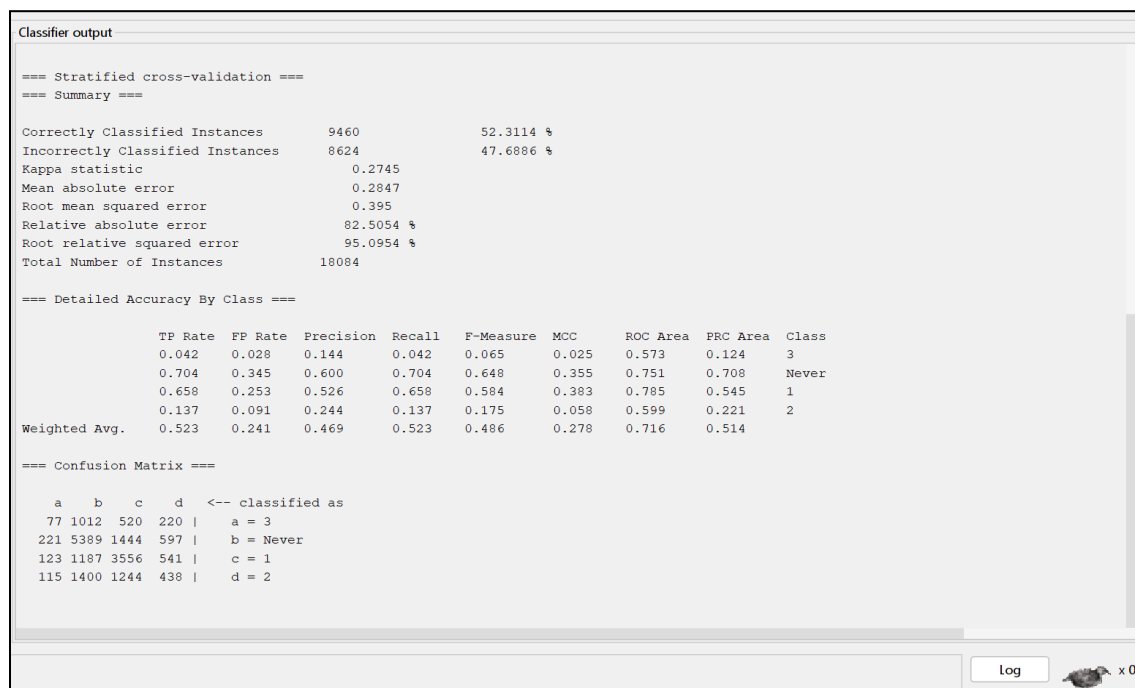 Classifier output
=== Stratified cross-validation ===
=== Summary ===
Correctly Classified Instances 9460 52.3114 %
Incorrectly Classified Instances 8624 47.6886 %
Kappa statistic 0.2745
Mean absolute error 0.2847
Root mean squared error 0.395
Relative absolute error 82.5054 %
Root relative squared error 95.0954 %
Total Number of Instances 18084
=== Detailed Accuracy By Class ===
TP Rate FP Rate Precision Recall F-Measure MCC ROC Area PRC Area Class
0.042 0.028 0.144 0.042 0.065 0.025 0.573 0.124 3
0.704 0.345 0.600 0.704 0.648 0.355 0.751 0.708 Never
0.658 0.253 0.526 0.658 0.584 0.383 0.785 0.545 1
0.137 0.091 0.244 0.137 0.175 0.058 0.599 0.221 2
Weighted Avg. 0.523 0.241 0.469 0.523 0.486 0.278 0.716 0.514
=== Confusion Matrix ===
a b c d <-- classified as
77 1012 520 220 | a = 3
221 5389 1444 597 | b = Never
123 1187 3556 541 | c = 1
115 1400 1244 438 | d = 2
Log
x 0